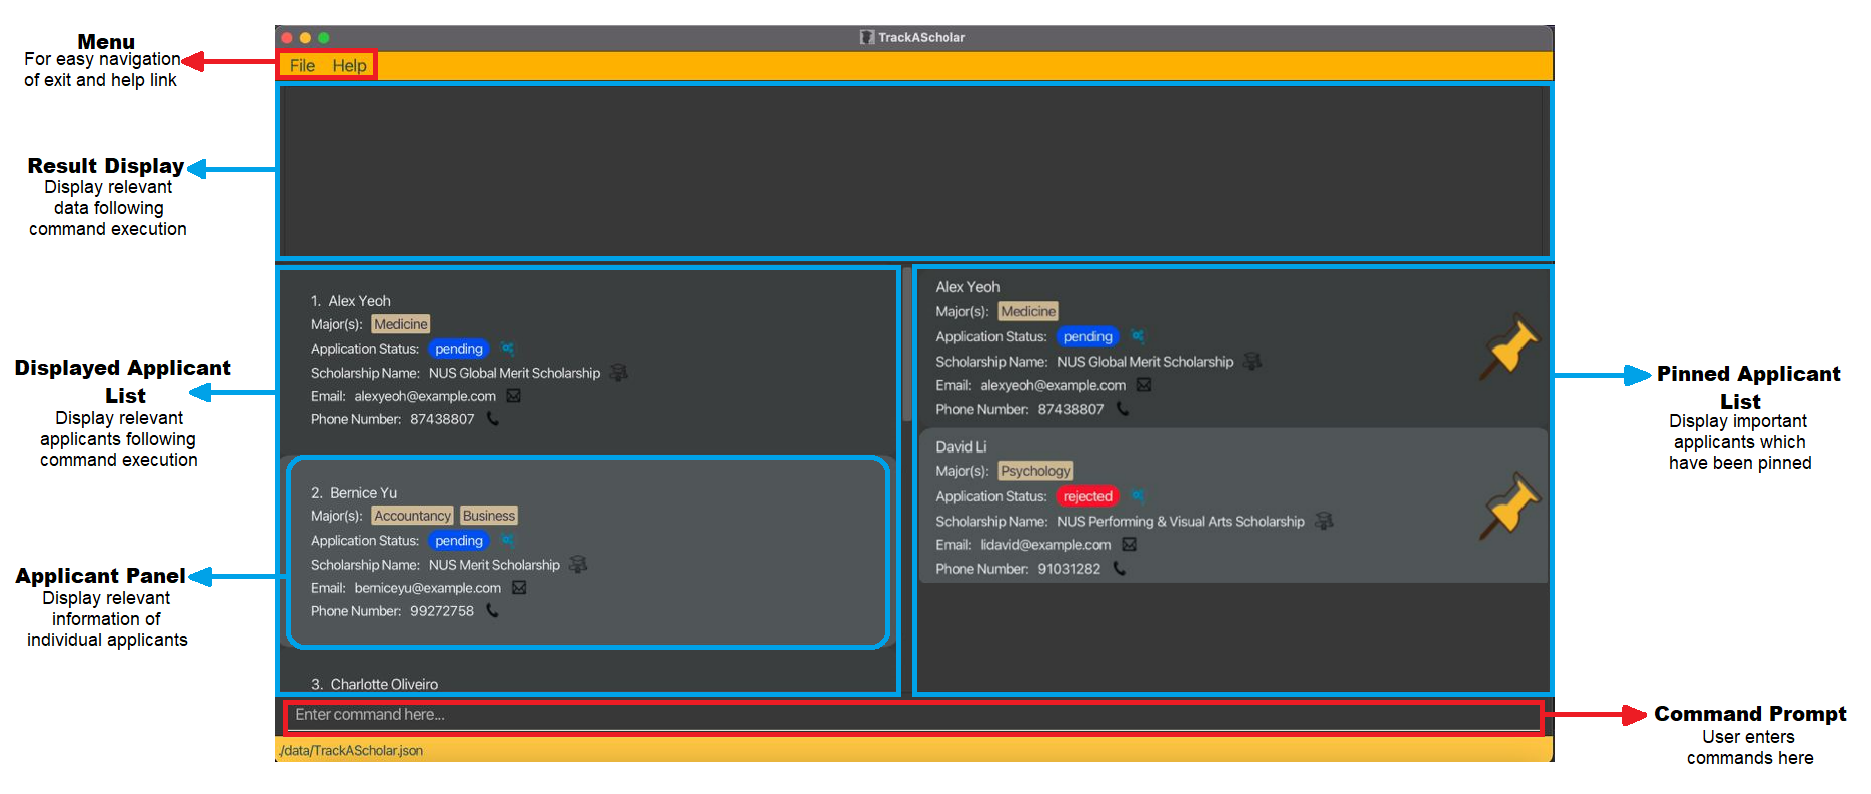 TrackAScholar
Menu
For easy navigation
of exit and help link
File Help
Result Display
Display relevant
data following
command execution
Displayed Applicant
List
Display relevant
applicants following
command execution
Applicant Panel
Display relevant
information of
individual applicants
1. Alex Yeoh
Major(s): Medicine
Application Status: pending
Scholarship Name: NUS Global Merit Scholarship
Email: alexyeoh@example.com
Phone Number: 87438807
2. Bernice Yu
Major(s): Accountancy Business
Application Status: pending
Scholarship Name: NUS Merit Scholarship
Email: berniceyu@example.com
Phone Number: 99272758
3. Charlotte Oliveiro
Alex Yeoh
Major(s): Medicine
Application Status: pending
Scholarship Name: NUS Global Merit Scholarship
Email: alexyeoh@example.com
Phone Number: 87438807
David Li
Major(s): Psychology
Application Status: rejected
Scholarship Name: NUS Performing & Visual Arts Scholarship
Email: lidavid@example.com
Phone Number: 91031282
Pinned Applicant
List
Display important
applicants which
have been pinned
Enter command here...
Command Prompt
User enters
commands here
./data/TrackAScholar.json